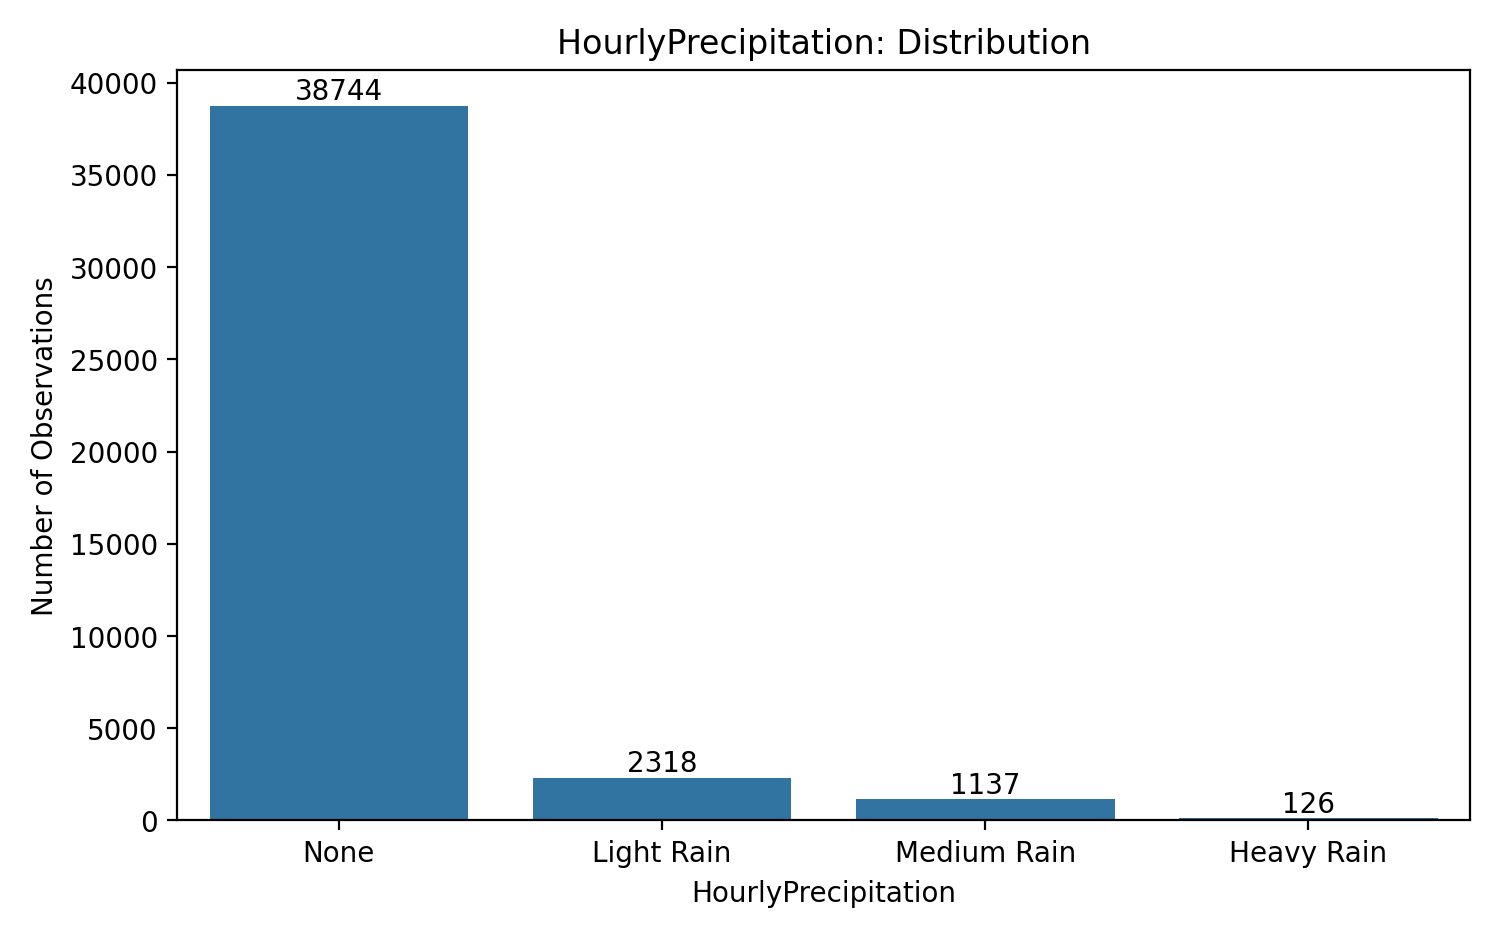 HourlyPrecipitation: Distribution
40000
35000
30000
25000
20000
15000
10000
5000
0
Number of Observations
38744
2318
1137
126
None
Light Rain
Medium Rain
Heavy Rain
HourlyPrecipitation